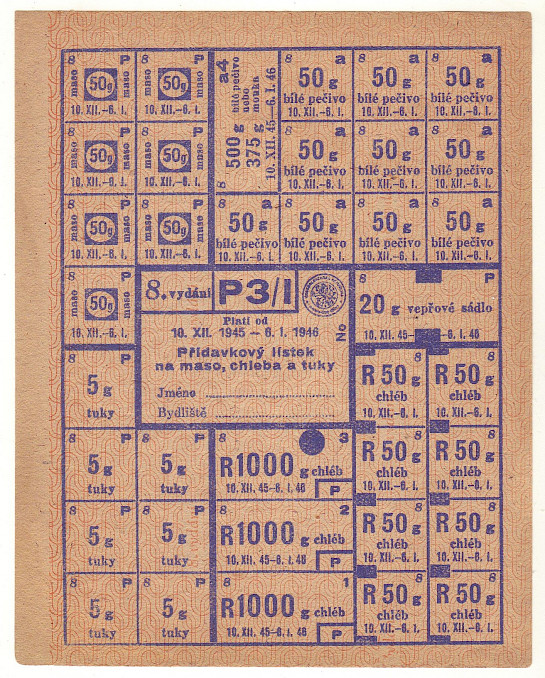 8 P
maso 50g maso
10. XII.–6. I.
8 P
maso 50g maso
10. XII.–6. I.
8 a4
500 g bílé pečivo
nebo
375 g mouka
10. XII. 45–6. I. 46
8 a
50 g
bílé pečivo
10. XII.–6. I.
8 a
50 g
bílé pečivo
10. XII.–6. I.
8 a
50 g
bílé pečivo
10. XII.–6. I.
8 P
maso 50g maso
10. XII.–6. I.
8 P
maso 50g maso
10. XII.–6. I.
8 a
50 g
bílé pečivo
10. XII.–6. I.
8 a
50 g
bílé pečivo
10. XII.–6. I.
8 a
50 g
bílé pečivo
10. XII.–6. I.
8 P
maso 50g maso
10. XII.–6. I.
8 P
maso 50g maso
10. XII.–6. I.
8 a
50 g
bílé pečivo
10. XII.–6. I.
8 a
50 g
bílé pečivo
10. XII.–6. I.
8 a
50 g
bílé pečivo
10. XII.–6. I.
8 a
50 g
bílé pečivo
10. XII.–6. I.
8 P
maso 50g maso
10. XII.–6. I.
8. vydání P3/I
Platí od
10. XII. 1945 – 6. I. 1946
No
Přídavkový lístek
na maso, chleba a tuky
Jméno
Bydliště
8 P
20 g vepřové sádlo
10. XII. 45–6. I. 46
8 P
5 g
tuky
8
R 50 g
chléb
10. XII.–6. I.
8
R 50 g
chléb
10. XII.–6. I.
8 P
5 g
tuky
8 P
5 g
tuky
8 3
R1000 g chléb
10. XII. 45–6. I. 46 P
8
R 50 g
chléb
10. XII.–6. I.
8
R 50 g
chléb
10. XII.–6. I.
8 P
5 g
tuky
8 P
5 g
tuky
8 2
R1000 g chléb
10. XII. 45–6. I. 46 P
8
R 50 g
chléb
10. XII.–6. I.
8
R 50 g
chléb
10. XII.–6. I.
8 P
5 g
tuky
8 P
5 g
tuky
8 1
R1000 g chléb
10. XII. 45–6. I. 46 P
8
R 50 g
chléb
10. XII.–6. I.
8
R 50 g
chléb
10. XII.–6. I.